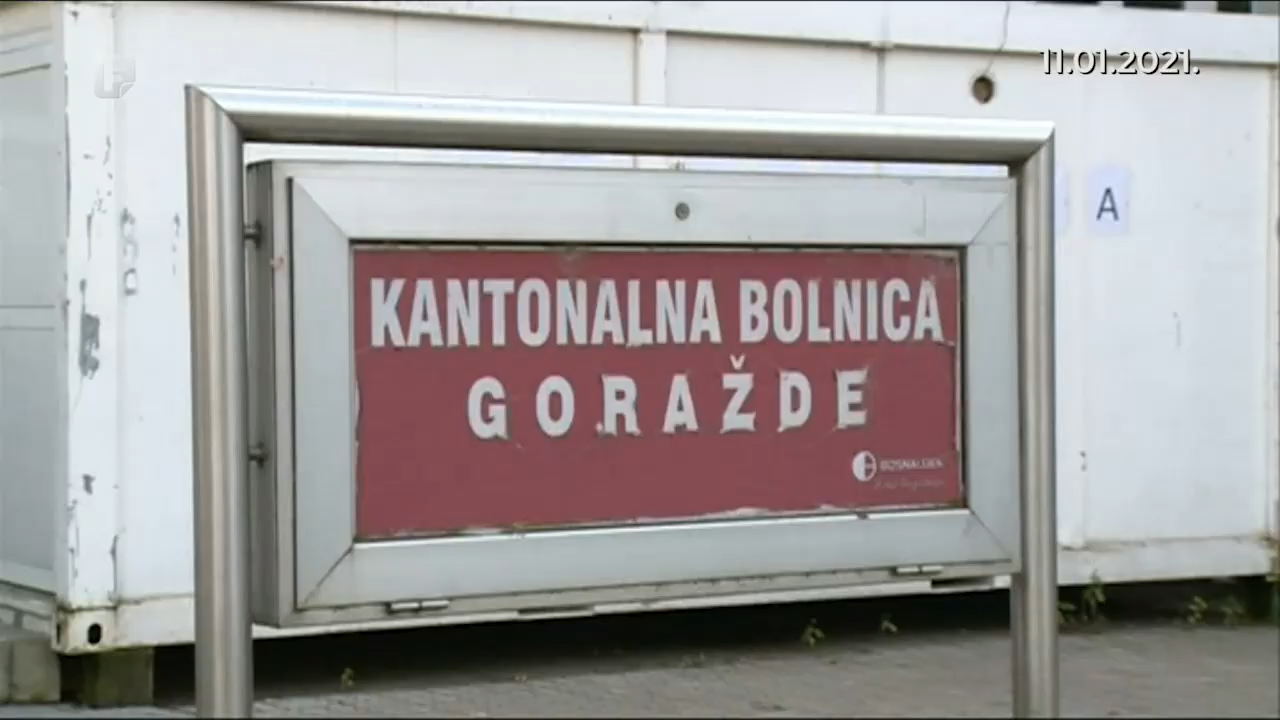 11.01.2021.
A
KANTONALNA BOLNICA
GORAŽDE
BOSNALIJEK